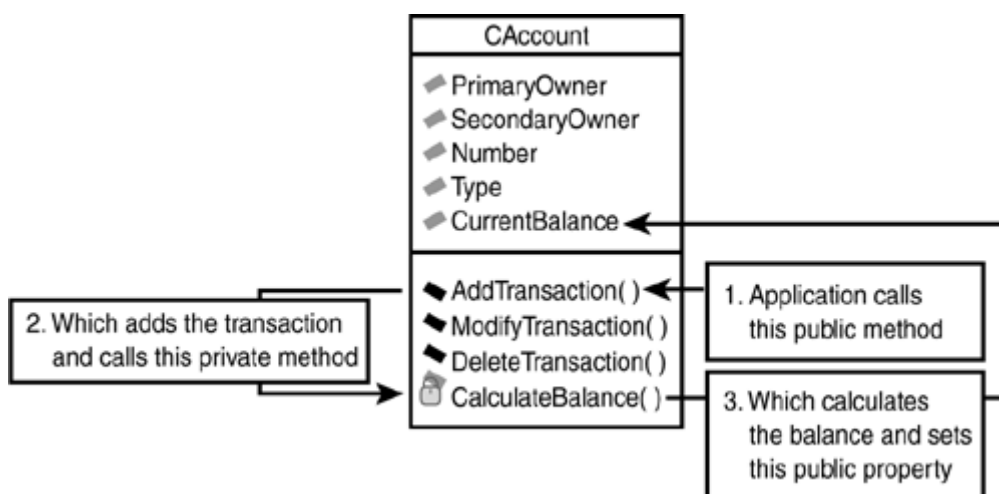 CAccount
PrimaryOwner
SecondaryOwner
Number
Type
CurrentBalance
AddTransaction( )
ModifyTransaction( )
DeleteTransaction( )
CalculateBalance( )
1. Application calls
this public method
2. Which adds the transaction
and calls this private method
3. Which calculates
the balance and sets
this public property